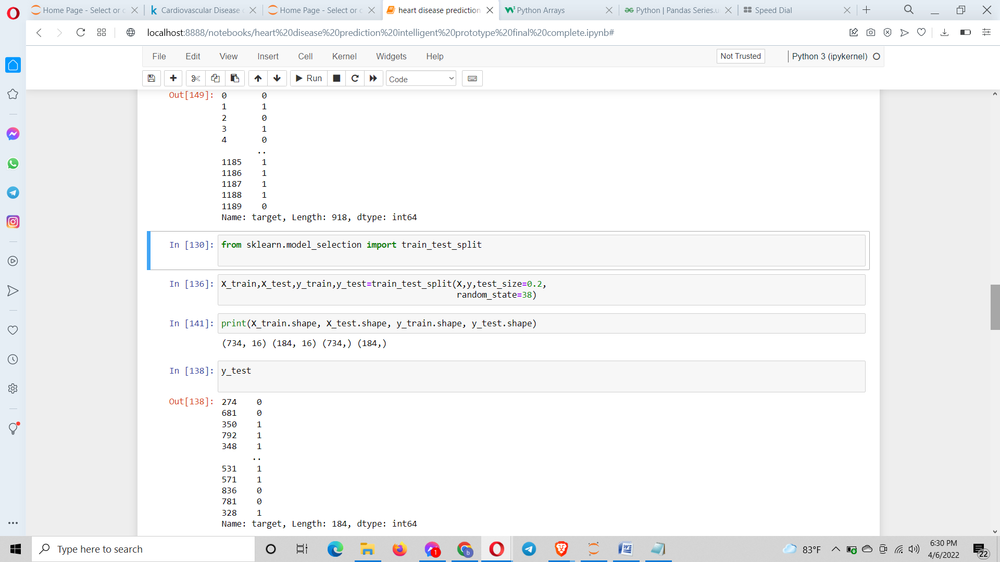 Home Page - Select or c
Cardiovascular Disease
Home Page - Select or c
heart disease prediction
Python Arrays
Python | Pandas Series.u
Speed Dial
localhost:8888/notebooks/heart%20disease%20prediction%20intelligent%20prototype%20final%20complete.ipynb#
File Edit View Insert Cell Kernel Widgets Help
Not Trusted
Python 3 (ipykernel)
Run
Code
Out[149]: 0 0
1 1
2 0
3 1
4 0
..
1185 1
1186 1
1187 1
1188 1
1189 0
Name: target, Length: 918, dtype: int64
In [130]: from sklearn.model_selection import train_test_split
In [136]: X_train,X_test,y_train,y_test=train_test_split(X,y,test_size=0.2,
random_state=38)
In [141]: print(X_train.shape, X_test.shape, y_train.shape, y_test.shape)
(734, 16) (184, 16) (734,) (184,)
In [138]: y_test
Out[138]: 274 0
681 0
350 1
792 1
348 1
..
531 1
571 1
836 0
781 0
328 1
Name: target, Length: 184, dtype: int64
Type here to search
1
b
83°F
6:30 PM
4/6/2022
22